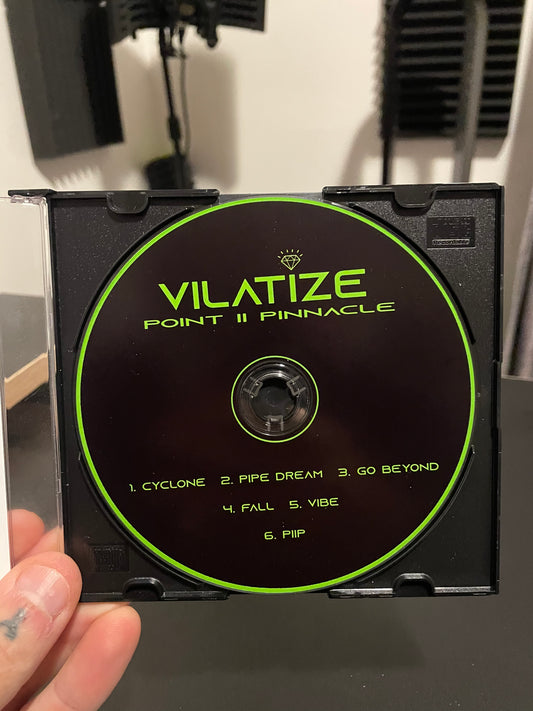 VILATIZE
POINT II PINNACLE
1. CYCLONE 2. PIPE DREAM 3. GO BEYOND
4. FALL 5. VIBE
6. PIIP